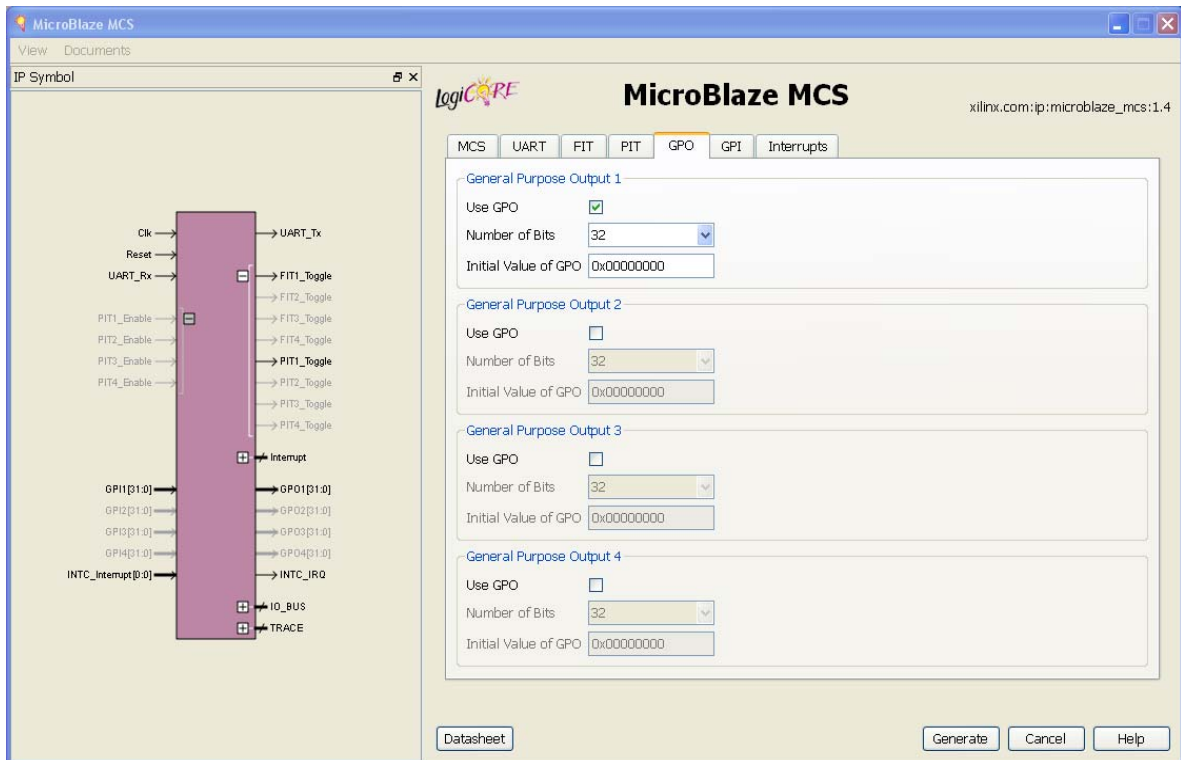 MicroBlaze MCS
View Documents
IP Symbol
Clk
Reset
UART_Rx
PIT1_Enable
PIT2_Enable
PIT3_Enable
PIT4_Enable
GPI1[31:0]
GPI2[31:0]
GPI3[31:0]
GPI4[31:0]
INTC_Interrupt[0:0]
UART_Tx
FIT1_Toggle
FIT2_Toggle
FIT3_Toggle
FIT4_Toggle
PIT1_Toggle
PIT2_Toggle
PIT3_Toggle
PIT4_Toggle
Interrupt
GPO1[31:0]
GPO2[31:0]
GPO3[31:0]
GPO4[31:0]
INTC_IRQ
IO_BUS
TRACE
LogiCORE
MicroBlaze MCS
xilinx.com:ip:microblaze_mcs:1.4
MCS UART FIT PIT GPO GPI Interrupts
General Purpose Output 1
Use GPO
Number of Bits 32
Initial Value of GPO 0x00000000
General Purpose Output 2
Use GPO
Number of Bits 32
Initial Value of GPO 0x00000000
General Purpose Output 3
Use GPO
Number of Bits 32
Initial Value of GPO 0x00000000
General Purpose Output 4
Use GPO
Number of Bits 32
Initial Value of GPO 0x00000000
Datasheet Generate Cancel Help